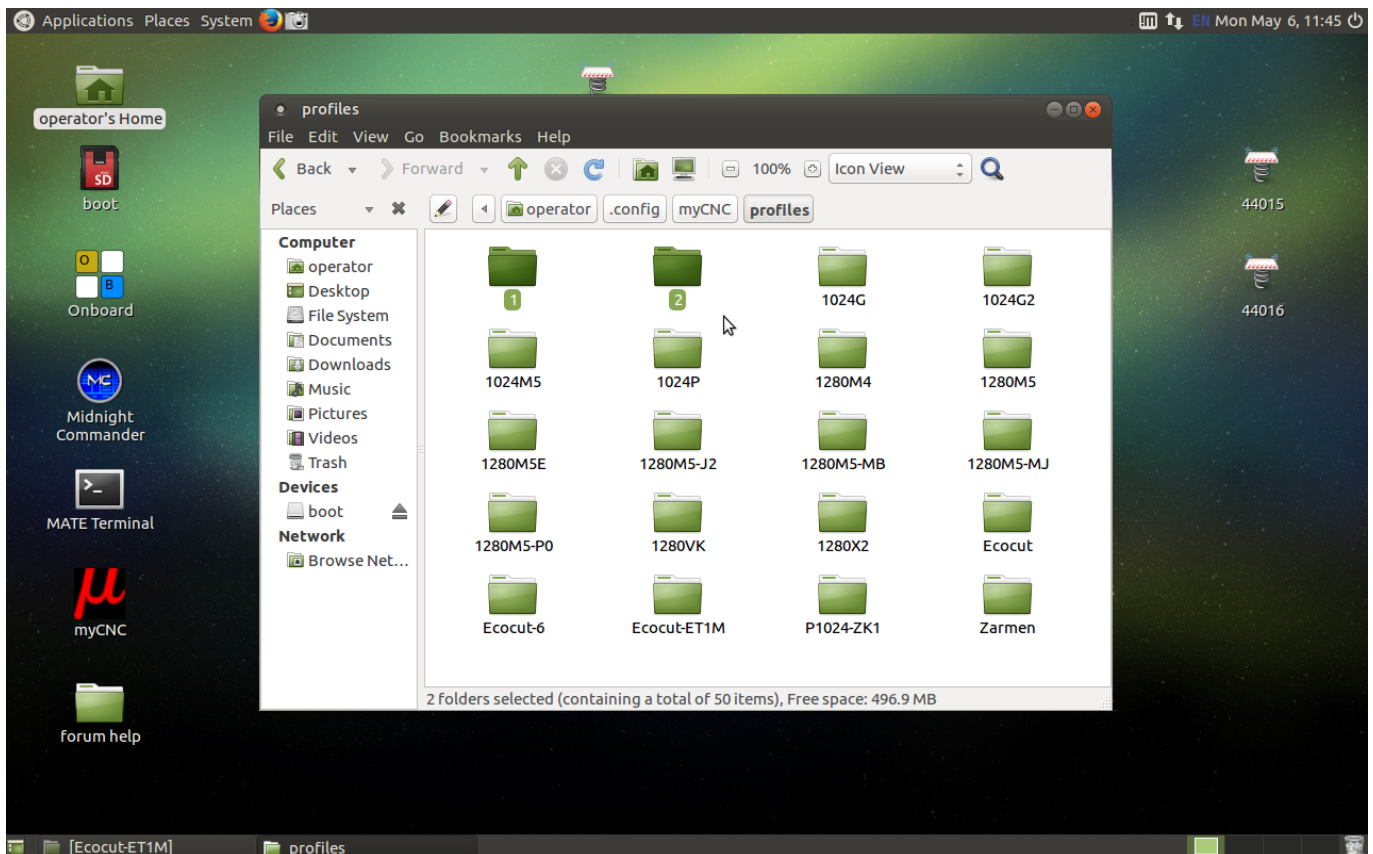 Applications Places System EN Mon May 6, 11:45
operator's Home
SD
boot
O
B
Onboard
MC
Midnight
Commander
>_
MATE Terminal
μ
myCNC
forum help
profiles
File Edit View Go Bookmarks Help
Back Forward 100% Icon View
Places operator .config myCNC profiles
Computer
operator
Desktop
File System
Documents
Downloads
Music
Pictures
Videos
Trash
Devices
boot
Network
Browse Net...
1 2 1024G 1024G2
1024M5 1024P 1280M4 1280M5
1280M5E 1280M5-J2 1280M5-MB 1280M5-MJ
1280M5-P0 1280VK 1280X2 Ecocut
Ecocut-6 Ecocut-ET1M P1024-ZK1 Zarmen
2 folders selected (containing a total of 50 items), Free space: 496.9 MB
44015
44016
[Ecocut-ET1M] profiles